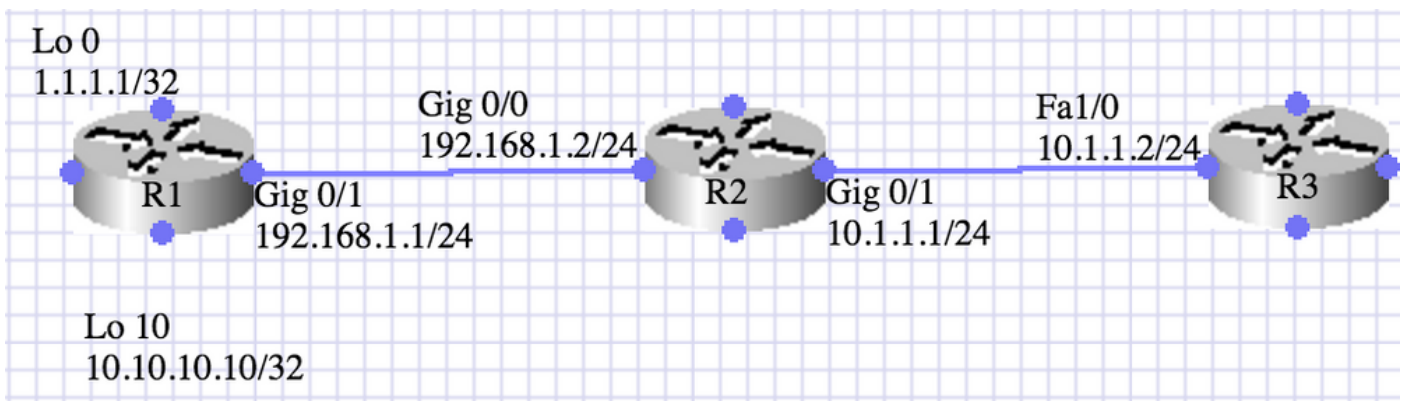 Lo 0
1.1.1.1/32
R1
Gig 0/1
192.168.1.1/24
Lo 10
10.10.10.10/32
Gig 0/0
192.168.1.2/24
R2
Gig 0/1
10.1.1.1/24
Fa1/0
10.1.1.2/24
R3